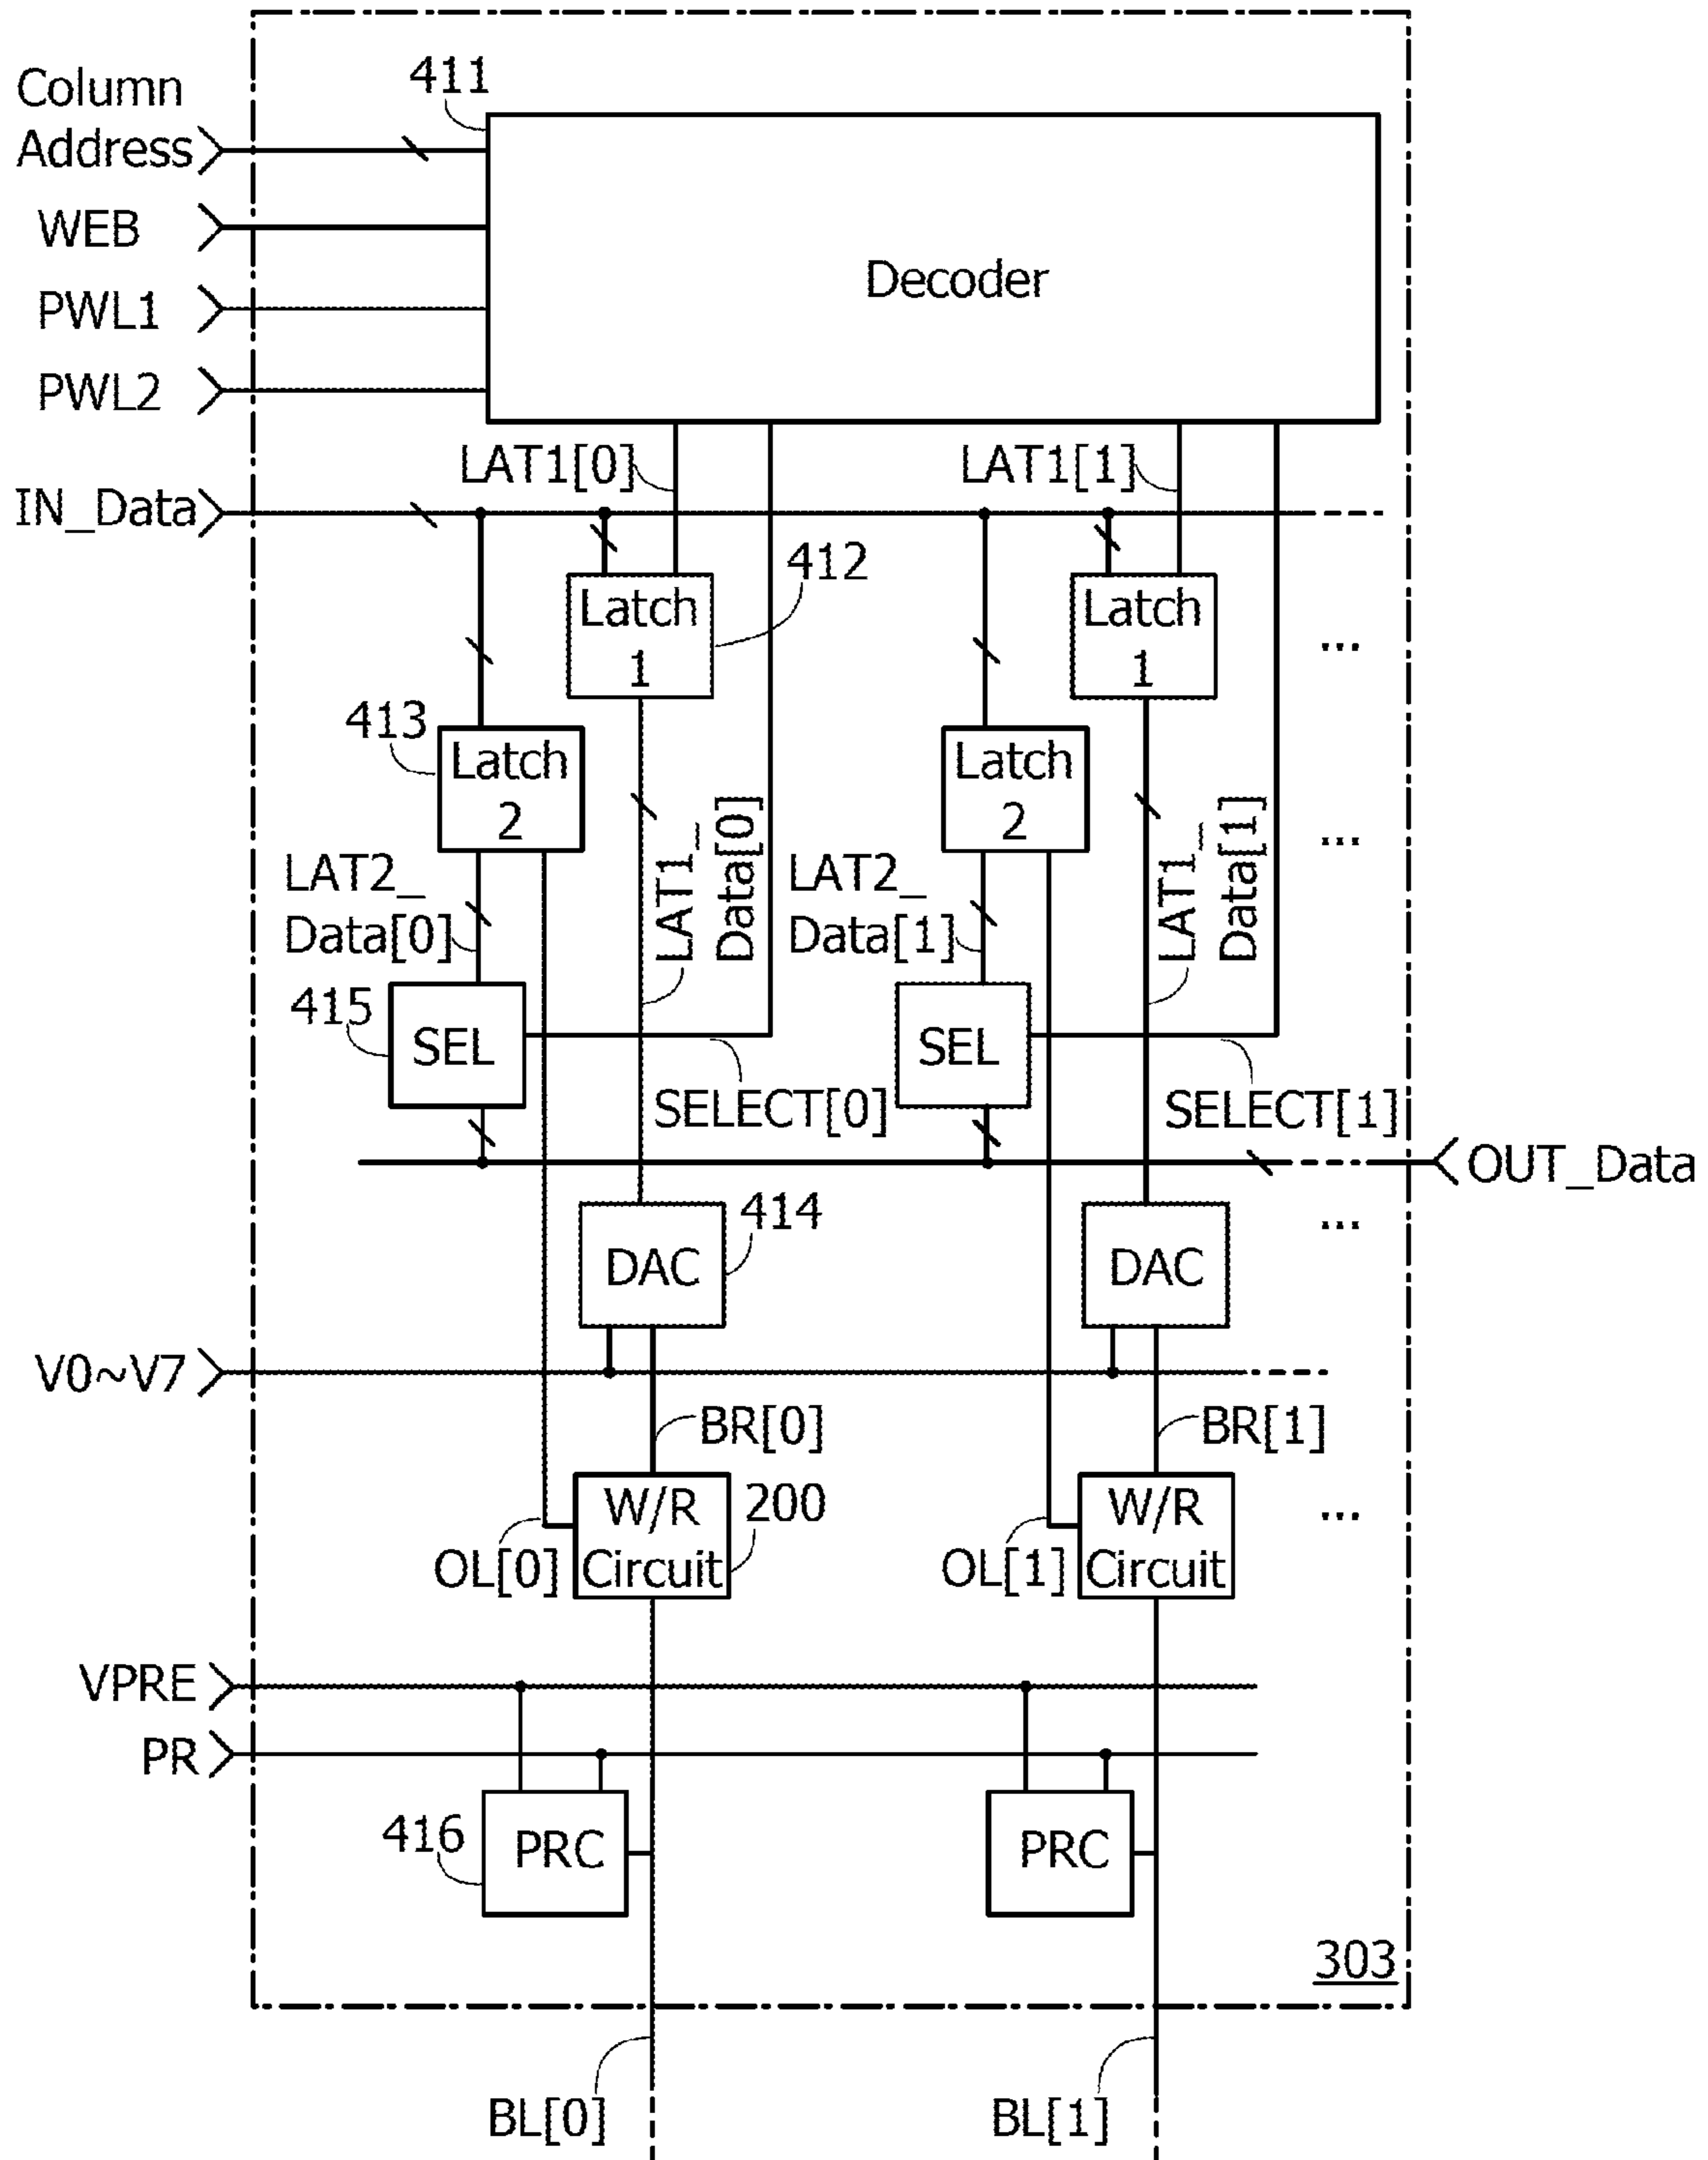 Column
Address
411
WEB
PWL1
PWL2
Decoder
LAT1[0]
LAT1[1]
IN_Data
412
Latch
1
Latch
1
...
413
Latch
2
Latch
2
...
LAT1_
Data[0]
LAT1_
Data[1]
LAT2_
Data[0]
LAT2_
Data[1]
415
SEL
SEL
SELECT[0]
SELECT[1]
OUT_Data
414
DAC
DAC
...
V0~V7
BR[0]
BR[1]
W/R
Circuit
200
W/R
Circuit
...
OL[0]
OL[1]
VPRE
PR
416
PRC
PRC
303
BL[0]
BL[1]